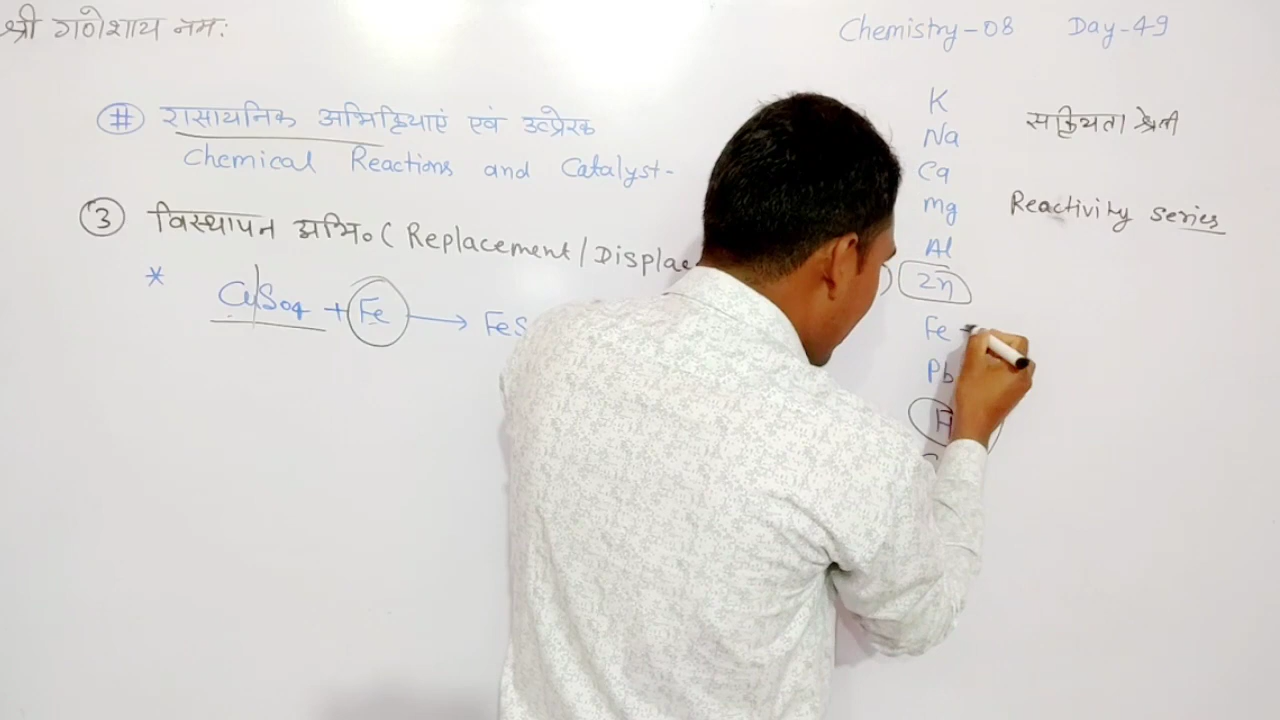 श्री गणेशाय नमः
Chemistry-08 Day-49
# रासायनिक अभिक्रियाएं एवं उत्प्रेरक
Chemical Reactions and Catalyst-
③ विस्थापन अभि० ( Replacement / Displac
* CuSO4 + Fe → FeS
K
Na
Ca
Mg
Al
Zn
Fe
Pb
H
सक्रियता श्रेणी
Reactivity series